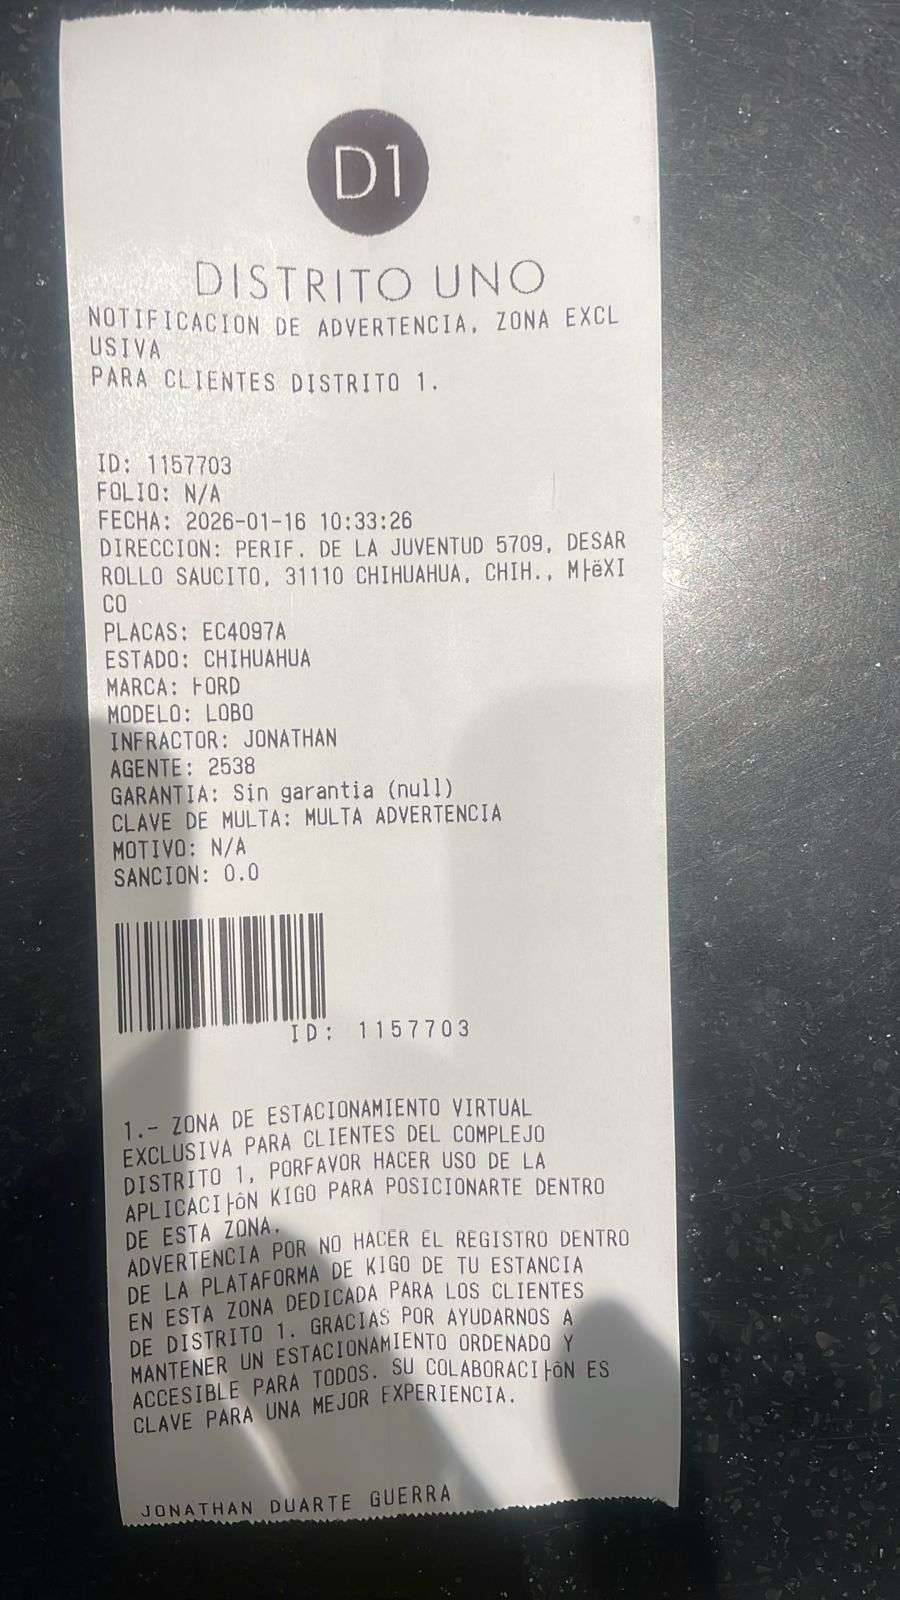 D1
DISTRITO UNO
NOTIFICACION DE ADVERTENCIA, ZONA EXCL
USIVA
PARA CLIENTES DISTRITO 1.
ID: 1157703
FOLIO: N/A
FECHA: 2026-01-16 10:33:26
DIRECCION: PERIF. DE LA JUVENTUD 5709, DESAR
ROLLO SAUCITO, 31110 CHIHUAHUA, CHIH., M├ëXI
CO
PLACAS: EC4097A
ESTADO: CHIHUAHUA
MARCA: FORD
MODELO: LOBO
INFRACTOR: JONATHAN
AGENTE: 2538
GARANTIA: Sin garantia (null)
CLAVE DE MULTA: MULTA ADVERTENCIA
MOTIVO: N/A
SANCION: 0.0
ID: 1157703
1.- ZONA DE ESTACIONAMIENTO VIRTUAL
EXCLUSIVA PARA CLIENTES DEL COMPLEJO
DISTRITO 1, PORFAVOR HACER USO DE LA
APLICACI├ôN KIGO PARA POSICIONARTE DENTRO
DE ESTA ZONA.
ADVERTENCIA POR NO HACER EL REGISTRO DENTRO
DE LA PLATAFORMA DE KIGO DE TU ESTANCIA
EN ESTA ZONA DEDICADA PARA LOS CLIENTES
DE DISTRITO 1. GRACIAS POR AYUDARNOS A
MANTENER UN ESTACIONAMIENTO ORDENADO Y
ACCESIBLE PARA TODOS. SU COLABORACI├ôN ES
CLAVE PARA UNA MEJOR EXPERIENCIA.
JONATHAN DUARTE GUERRA